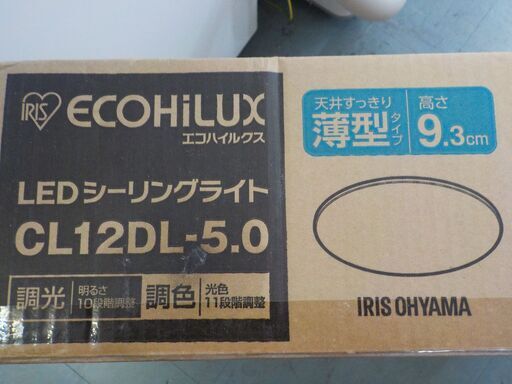 IRIS
ECOHiLUX
エコハイルクス
LEDシーリングライト
CL12DL-5.0
調光 明るさ 10段階調整
調色 光色 11段階調整
天井すっきり
薄型タイプ
高さ
9.3cm
IRIS OHYAMA